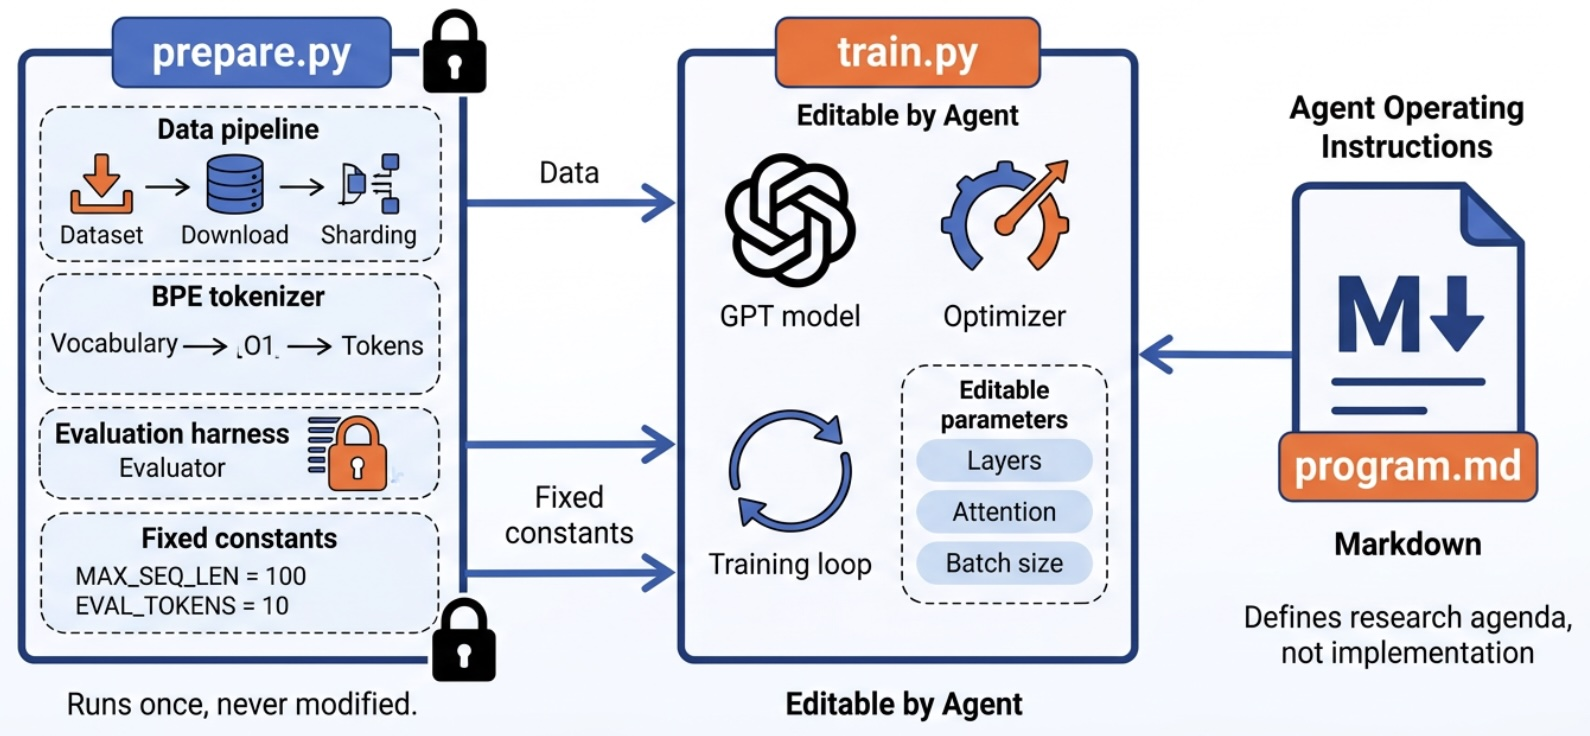 prepare.py
Data pipeline
Dataset
Download
Sharding
BPE tokenizer
Vocabulary
O1
Tokens
Evaluation harness
Evaluator
Fixed constants
MAX_SEQ_LEN = 100
EVAL_TOKENS = 10
Runs once, never modified.
Data
Fixed
constants
train.py
Editable by Agent
GPT model
Optimizer
Training loop
Editable
parameters
Layers
Attention
Batch size
Editable by Agent
Agent Operating
Instructions
M
program.md
Markdown
Defines research agenda,
not implementation